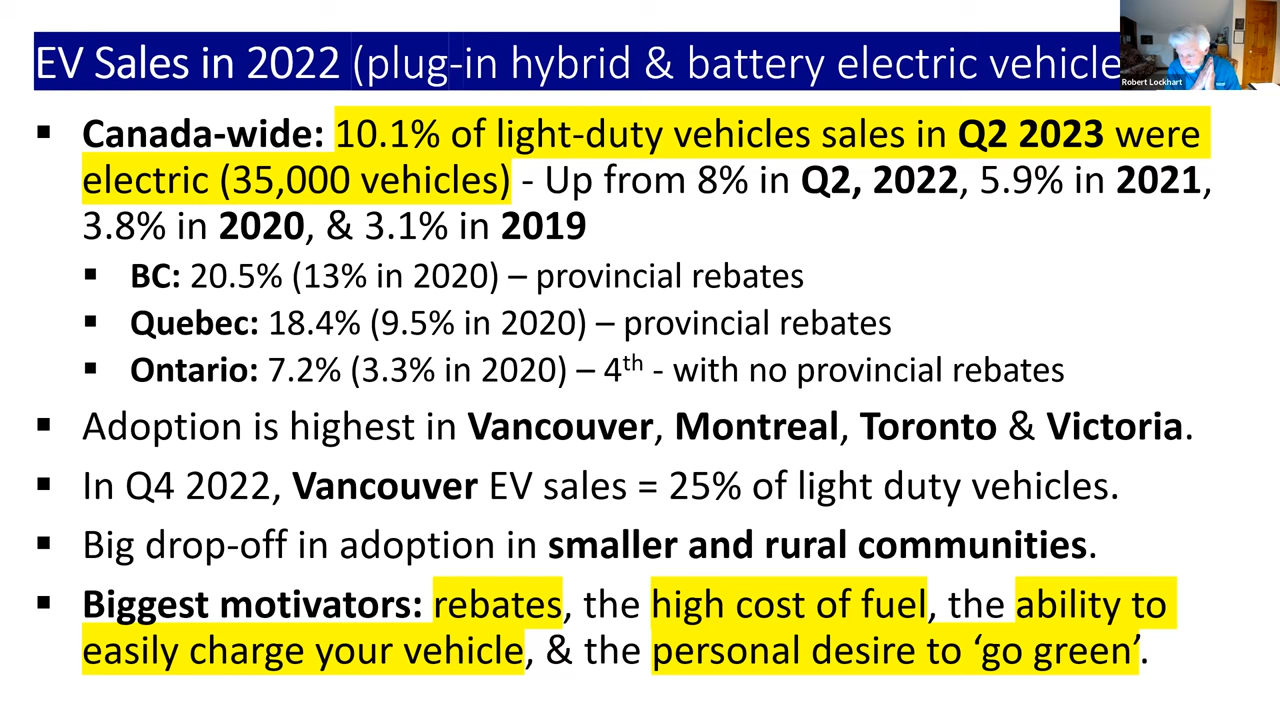 EV Sales in 2022 (plug-in hybrid & battery electric vehicle
Robert Lockhart
▪ Canada-wide: 10.1% of light-duty vehicles sales in Q2 2023 were
electric (35,000 vehicles) - Up from 8% in Q2, 2022, 5.9% in 2021,
3.8% in 2020, & 3.1% in 2019
▪ BC: 20.5% (13% in 2020) – provincial rebates
▪ Quebec: 18.4% (9.5% in 2020) – provincial rebates
▪ Ontario: 7.2% (3.3% in 2020) – 4th - with no provincial rebates
▪ Adoption is highest in Vancouver, Montreal, Toronto & Victoria.
▪ In Q4 2022, Vancouver EV sales = 25% of light duty vehicles.
▪ Big drop-off in adoption in smaller and rural communities.
▪ Biggest motivators: rebates, the high cost of fuel, the ability to
easily charge your vehicle, & the personal desire to ‘go green’.